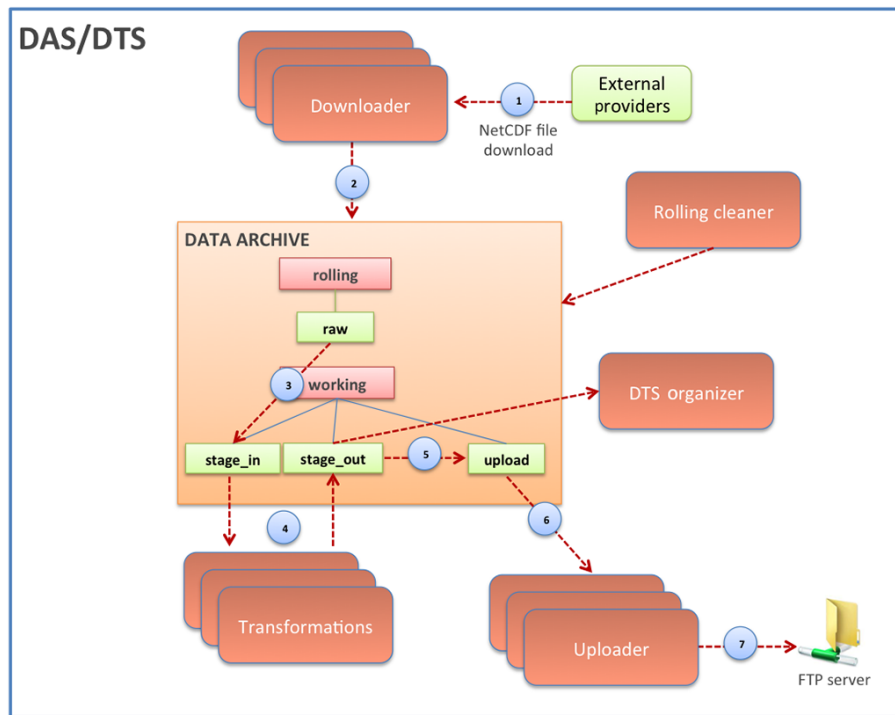 DAS/DTS
Downloader
1
External
providers
NetCDF file
download
2
Rolling cleaner
DATA ARCHIVE
rolling
raw
3
working
DTS organizer
stage_in
stage_out
5
upload
4
6
Transformations
Uploader
7
FTP server